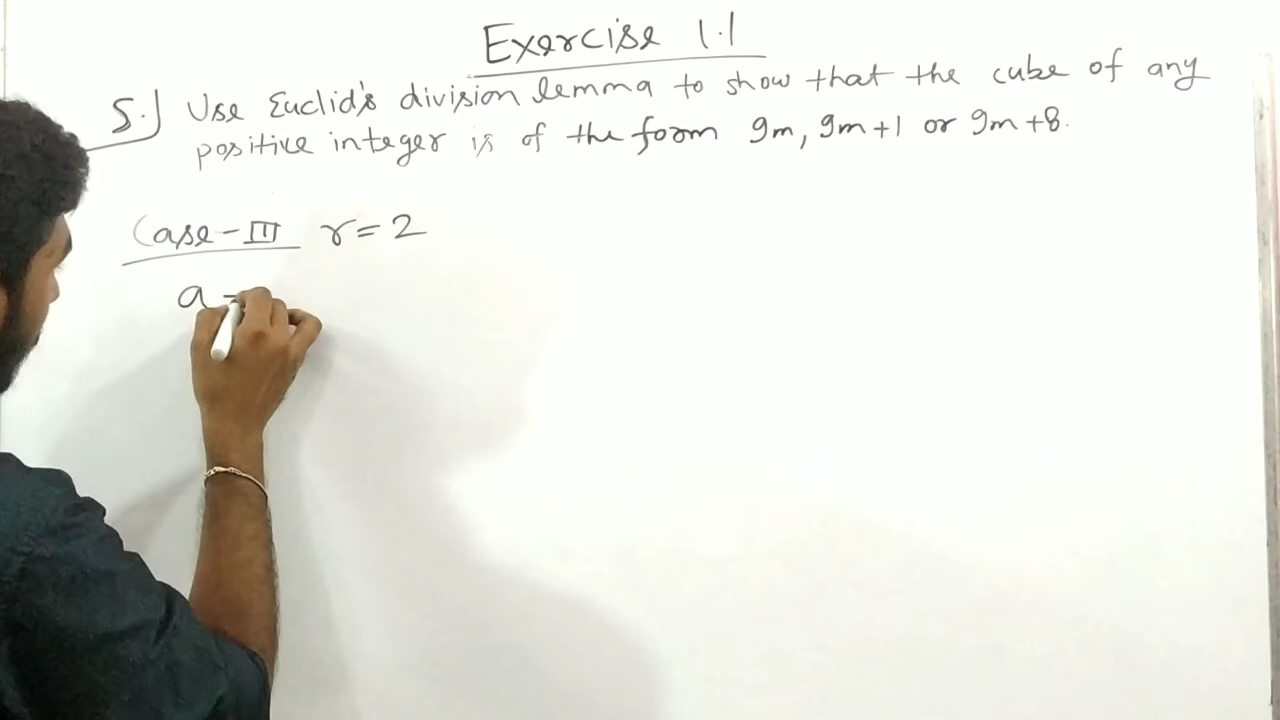 Exercise 1.1
5.) Use Euclid's division lemma to show that the cube of any
positive integer is of the form 9m, 9m+1 or 9m+8.
Case-III r=2
a =